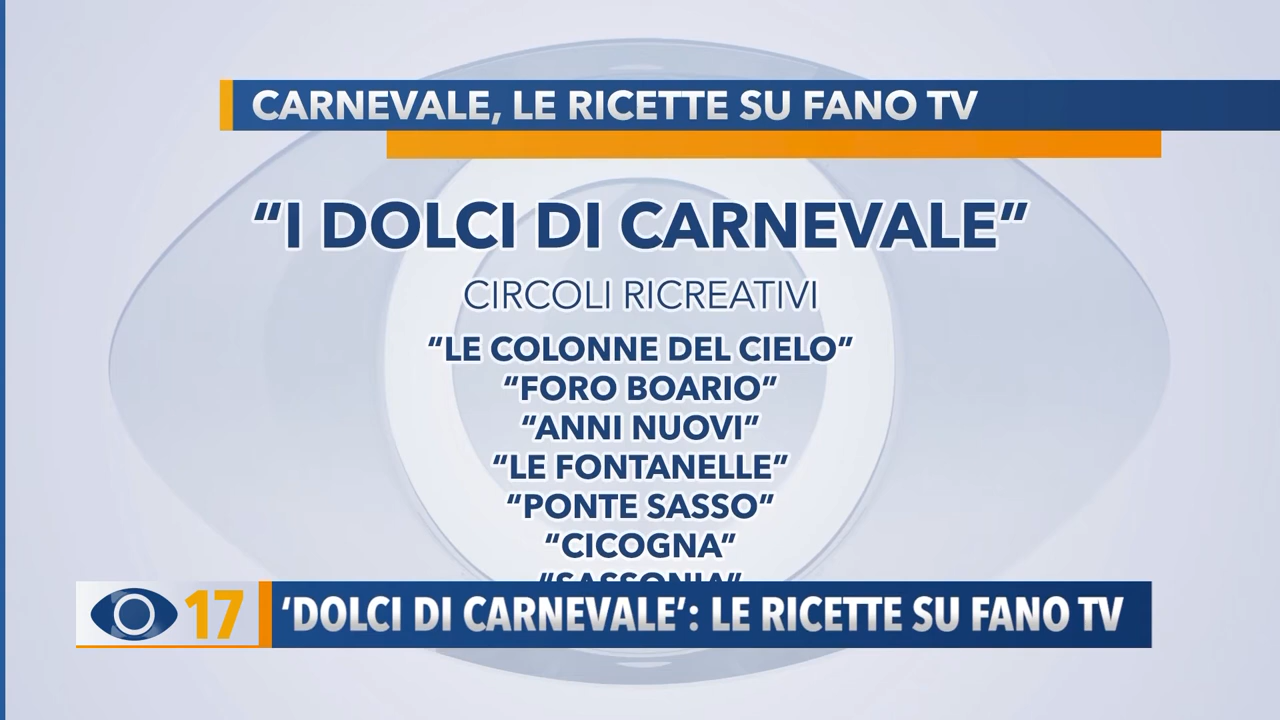 CARNEVALE, LE RICETTE SU FANO TV
“I DOLCI DI CARNEVALE”
CIRCOLI RICREATIVI
“LE COLONNE DEL CIELO”
“FORO BOARIO”
“ANNI NUOVI”
“LE FONTANELLE”
“PONTE SASSO”
“CICOGNA”
“SASSONIA”
17
‘DOLCI DI CARNEVALE’: LE RICETTE SU FANO TV